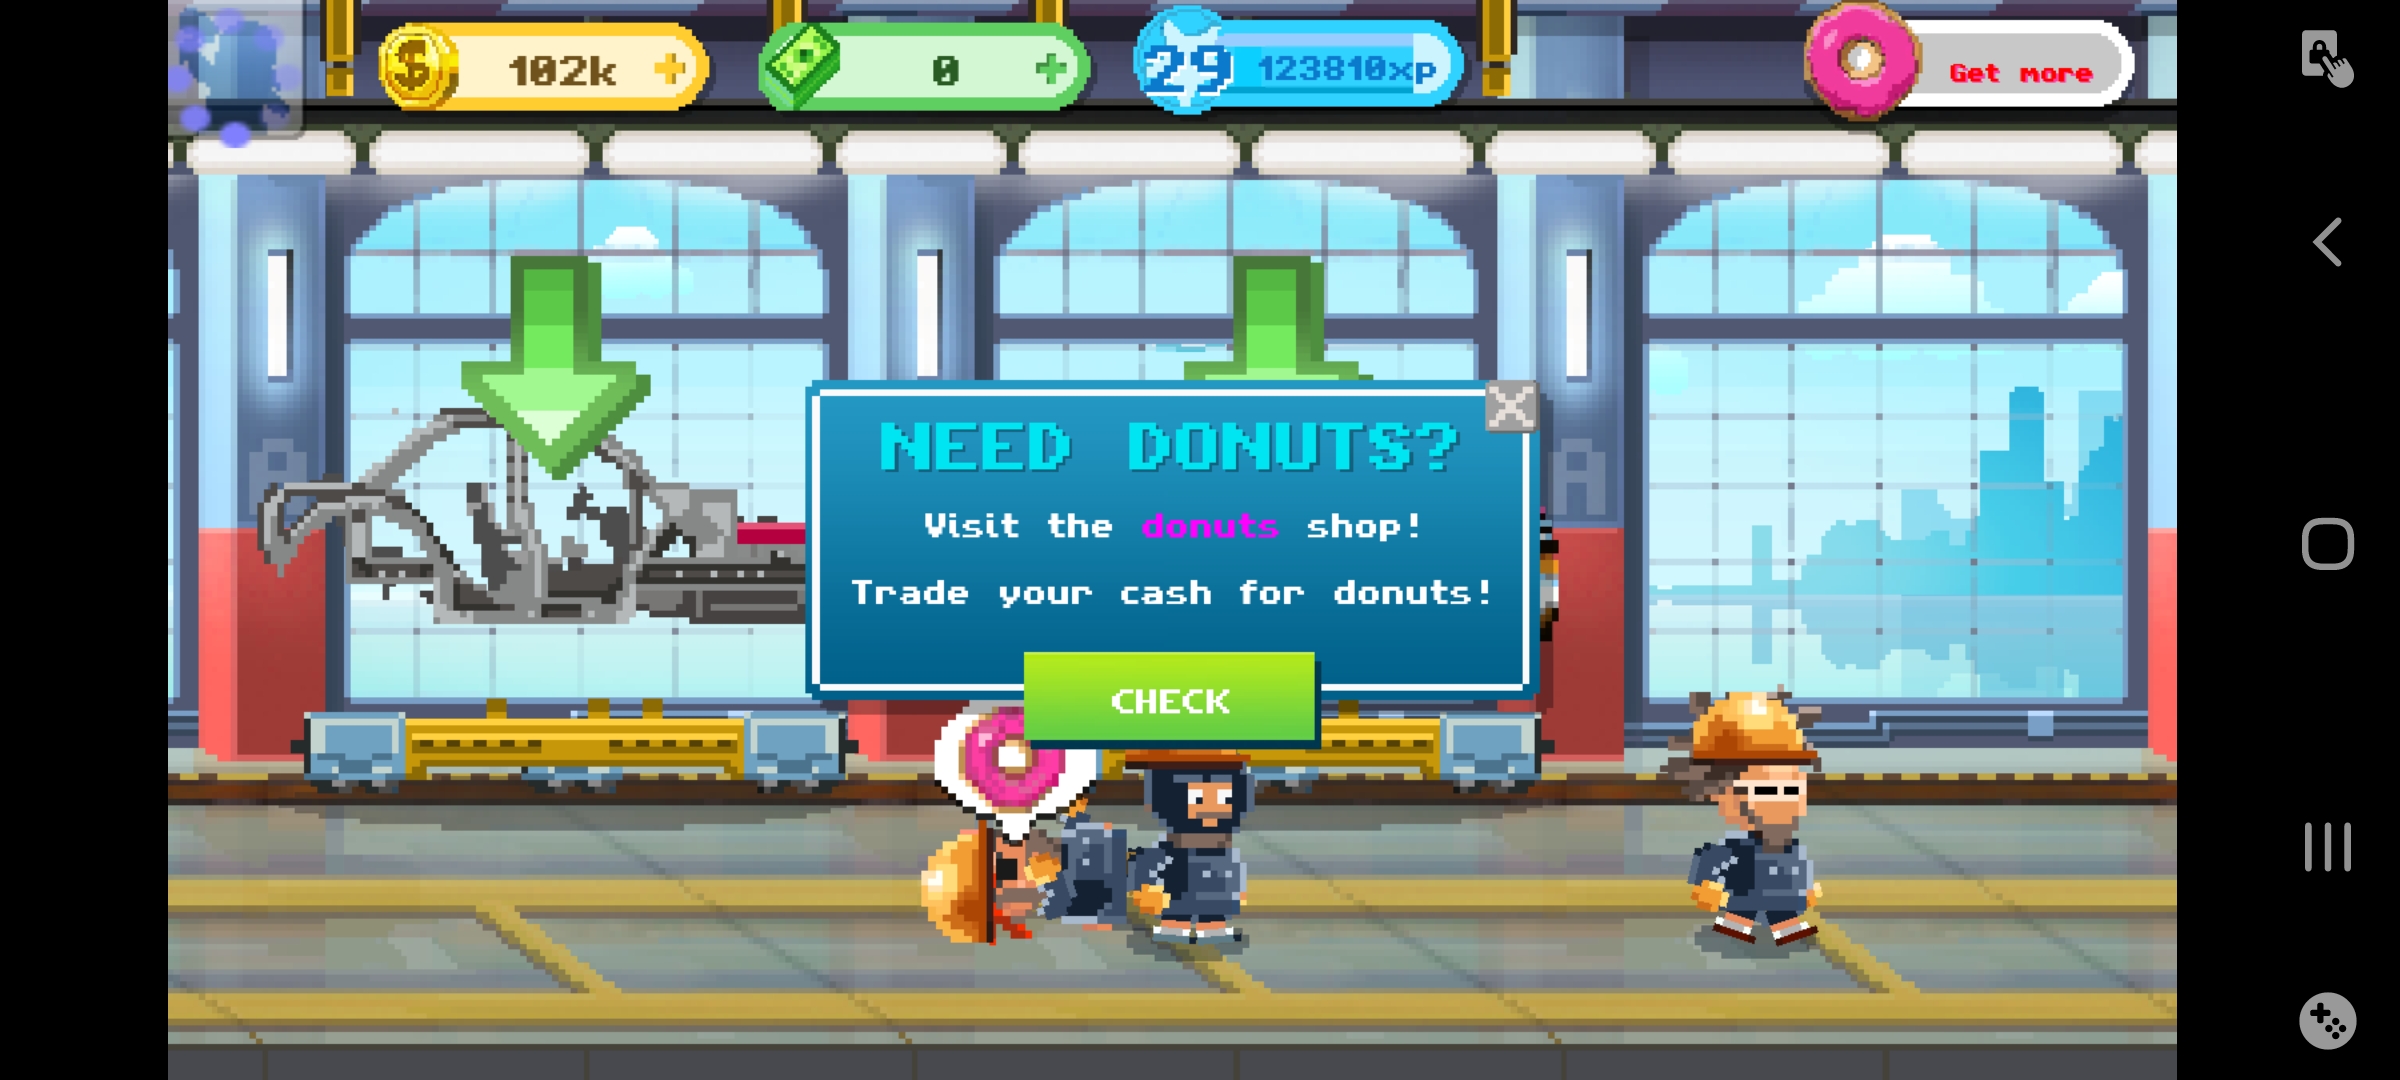 102k
0
29
123810xp
Get more
NEED DONUTS?
Visit the donuts shop!
Trade your cash for donuts!
CHECK
A
A